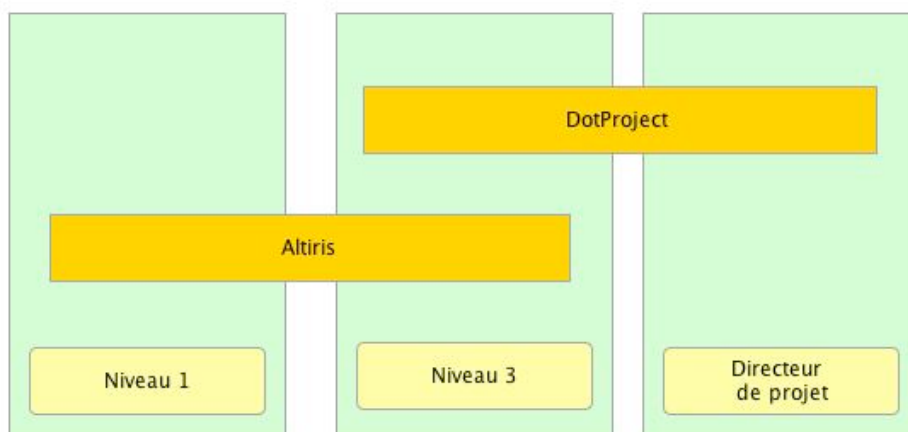 DotProject
Altiris
Niveau 1
Niveau 3
Directeur
de projet